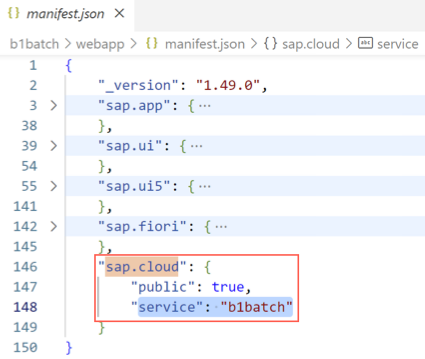 {} manifest.json ×
b1batch > webapp > {} manifest.json > {} sap.cloud > abc service
1 {
2 "_version": "1.49.0",
3 > "sap.app": { ···
38 },
39 > "sap.ui": { ···
54 },
55 > "sap.ui5": { ···
141 },
142 > "sap.fiori": { ···
145 },
146 "sap.cloud": {
147 "public": true,
148 "service": "b1batch"
149 }
150 }